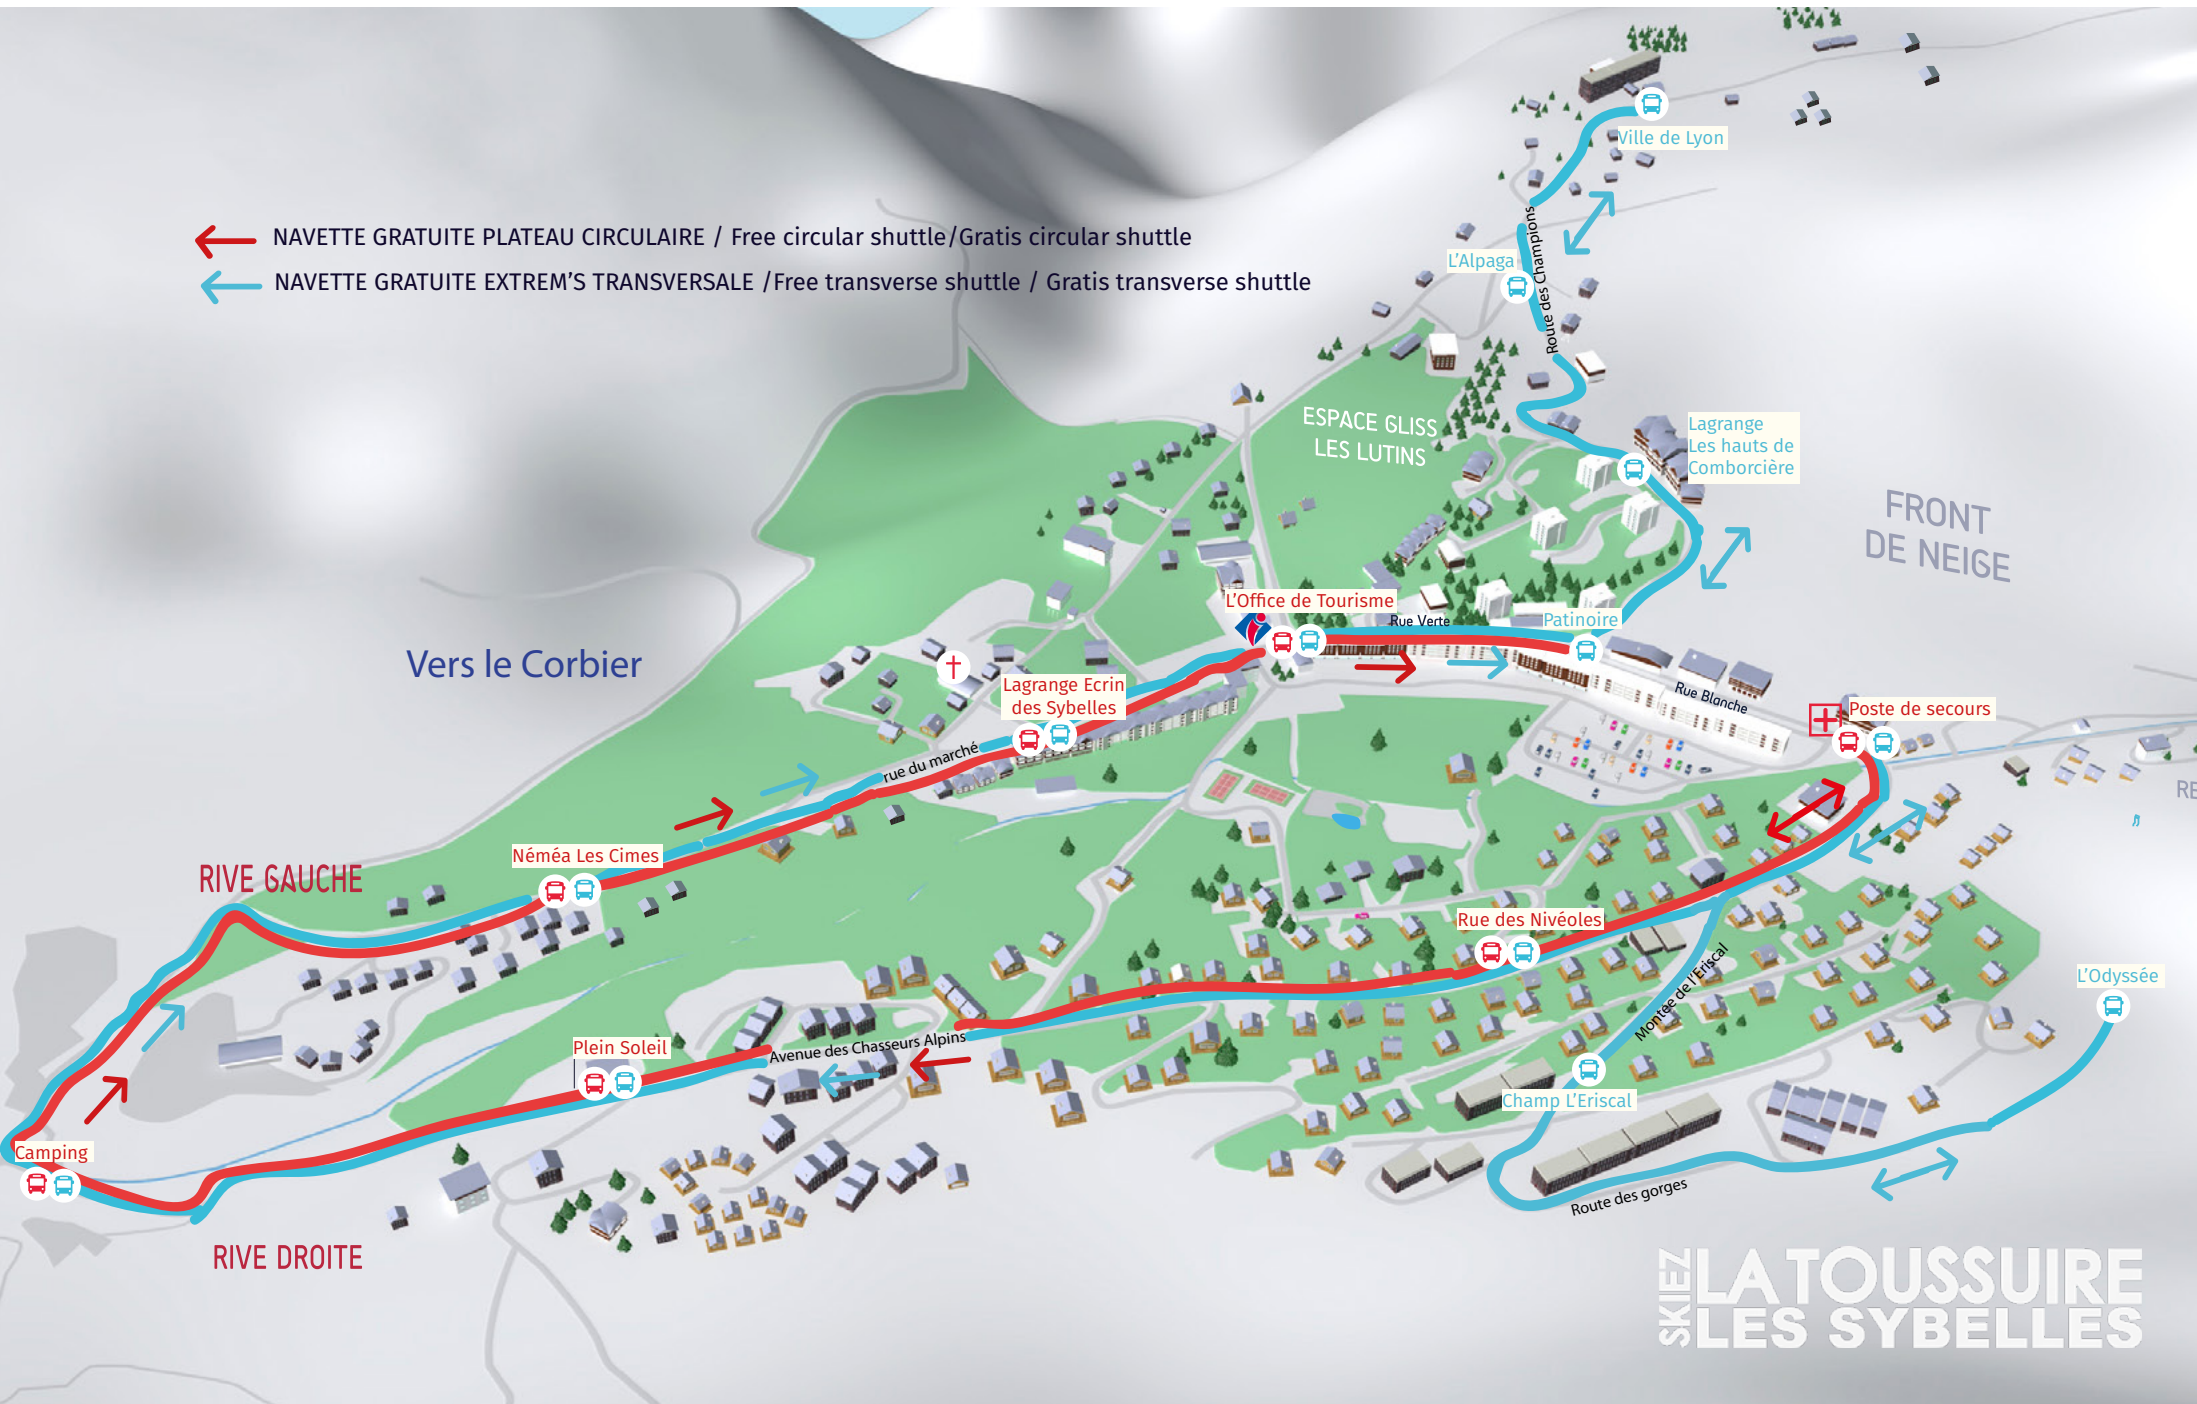 Ville de Lyon
NAVETTE GRATUITE PLATEAU CIRCULAIRE / Free circular shuttle/Gratis circular shuttle
NAVETTE GRATUITE EXTREM'S TRANSVERSALE /Free transverse shuttle / Gratis transverse shuttle
L'Alpaga
Route des Champions
ESPACE GLISS
LES LUTINS
Lagrange
Les hauts de
Comborcière
FRONT
DE NEIGE
L'Office de Tourisme
Rue Verte
Patinoire
Vers le Corbier
Lagrange Ecrin
des Sybelles
Rue Blanche
Poste de secours
rue du marché
Néméa Les Cimes
RIVE GAUCHE
Rue des Nivéoles
Montée de l'Eriscal
L'Odyssée
Plein Soleil
Avenue des Chasseurs Alpins
Champ L'Eriscal
Camping
Route des gorges
RIVE DROITE
SKIEZ
LA TOUSSUIRE
LES SYBELLES